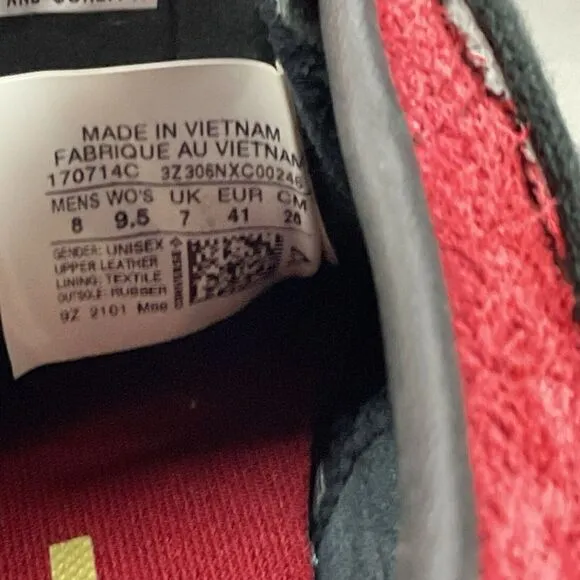 AND
MADE IN VIETNAM
FABRIQUE AU VIETNAM
170714C 3Z306NXC00246
MENS WO'S UK EUR CM
8 9.5 7 41 26
GENDER: UNISEX
UPPER LEATHER
LINING: TEXTILE
OUTSOLE: RUBBER
9Z 2101